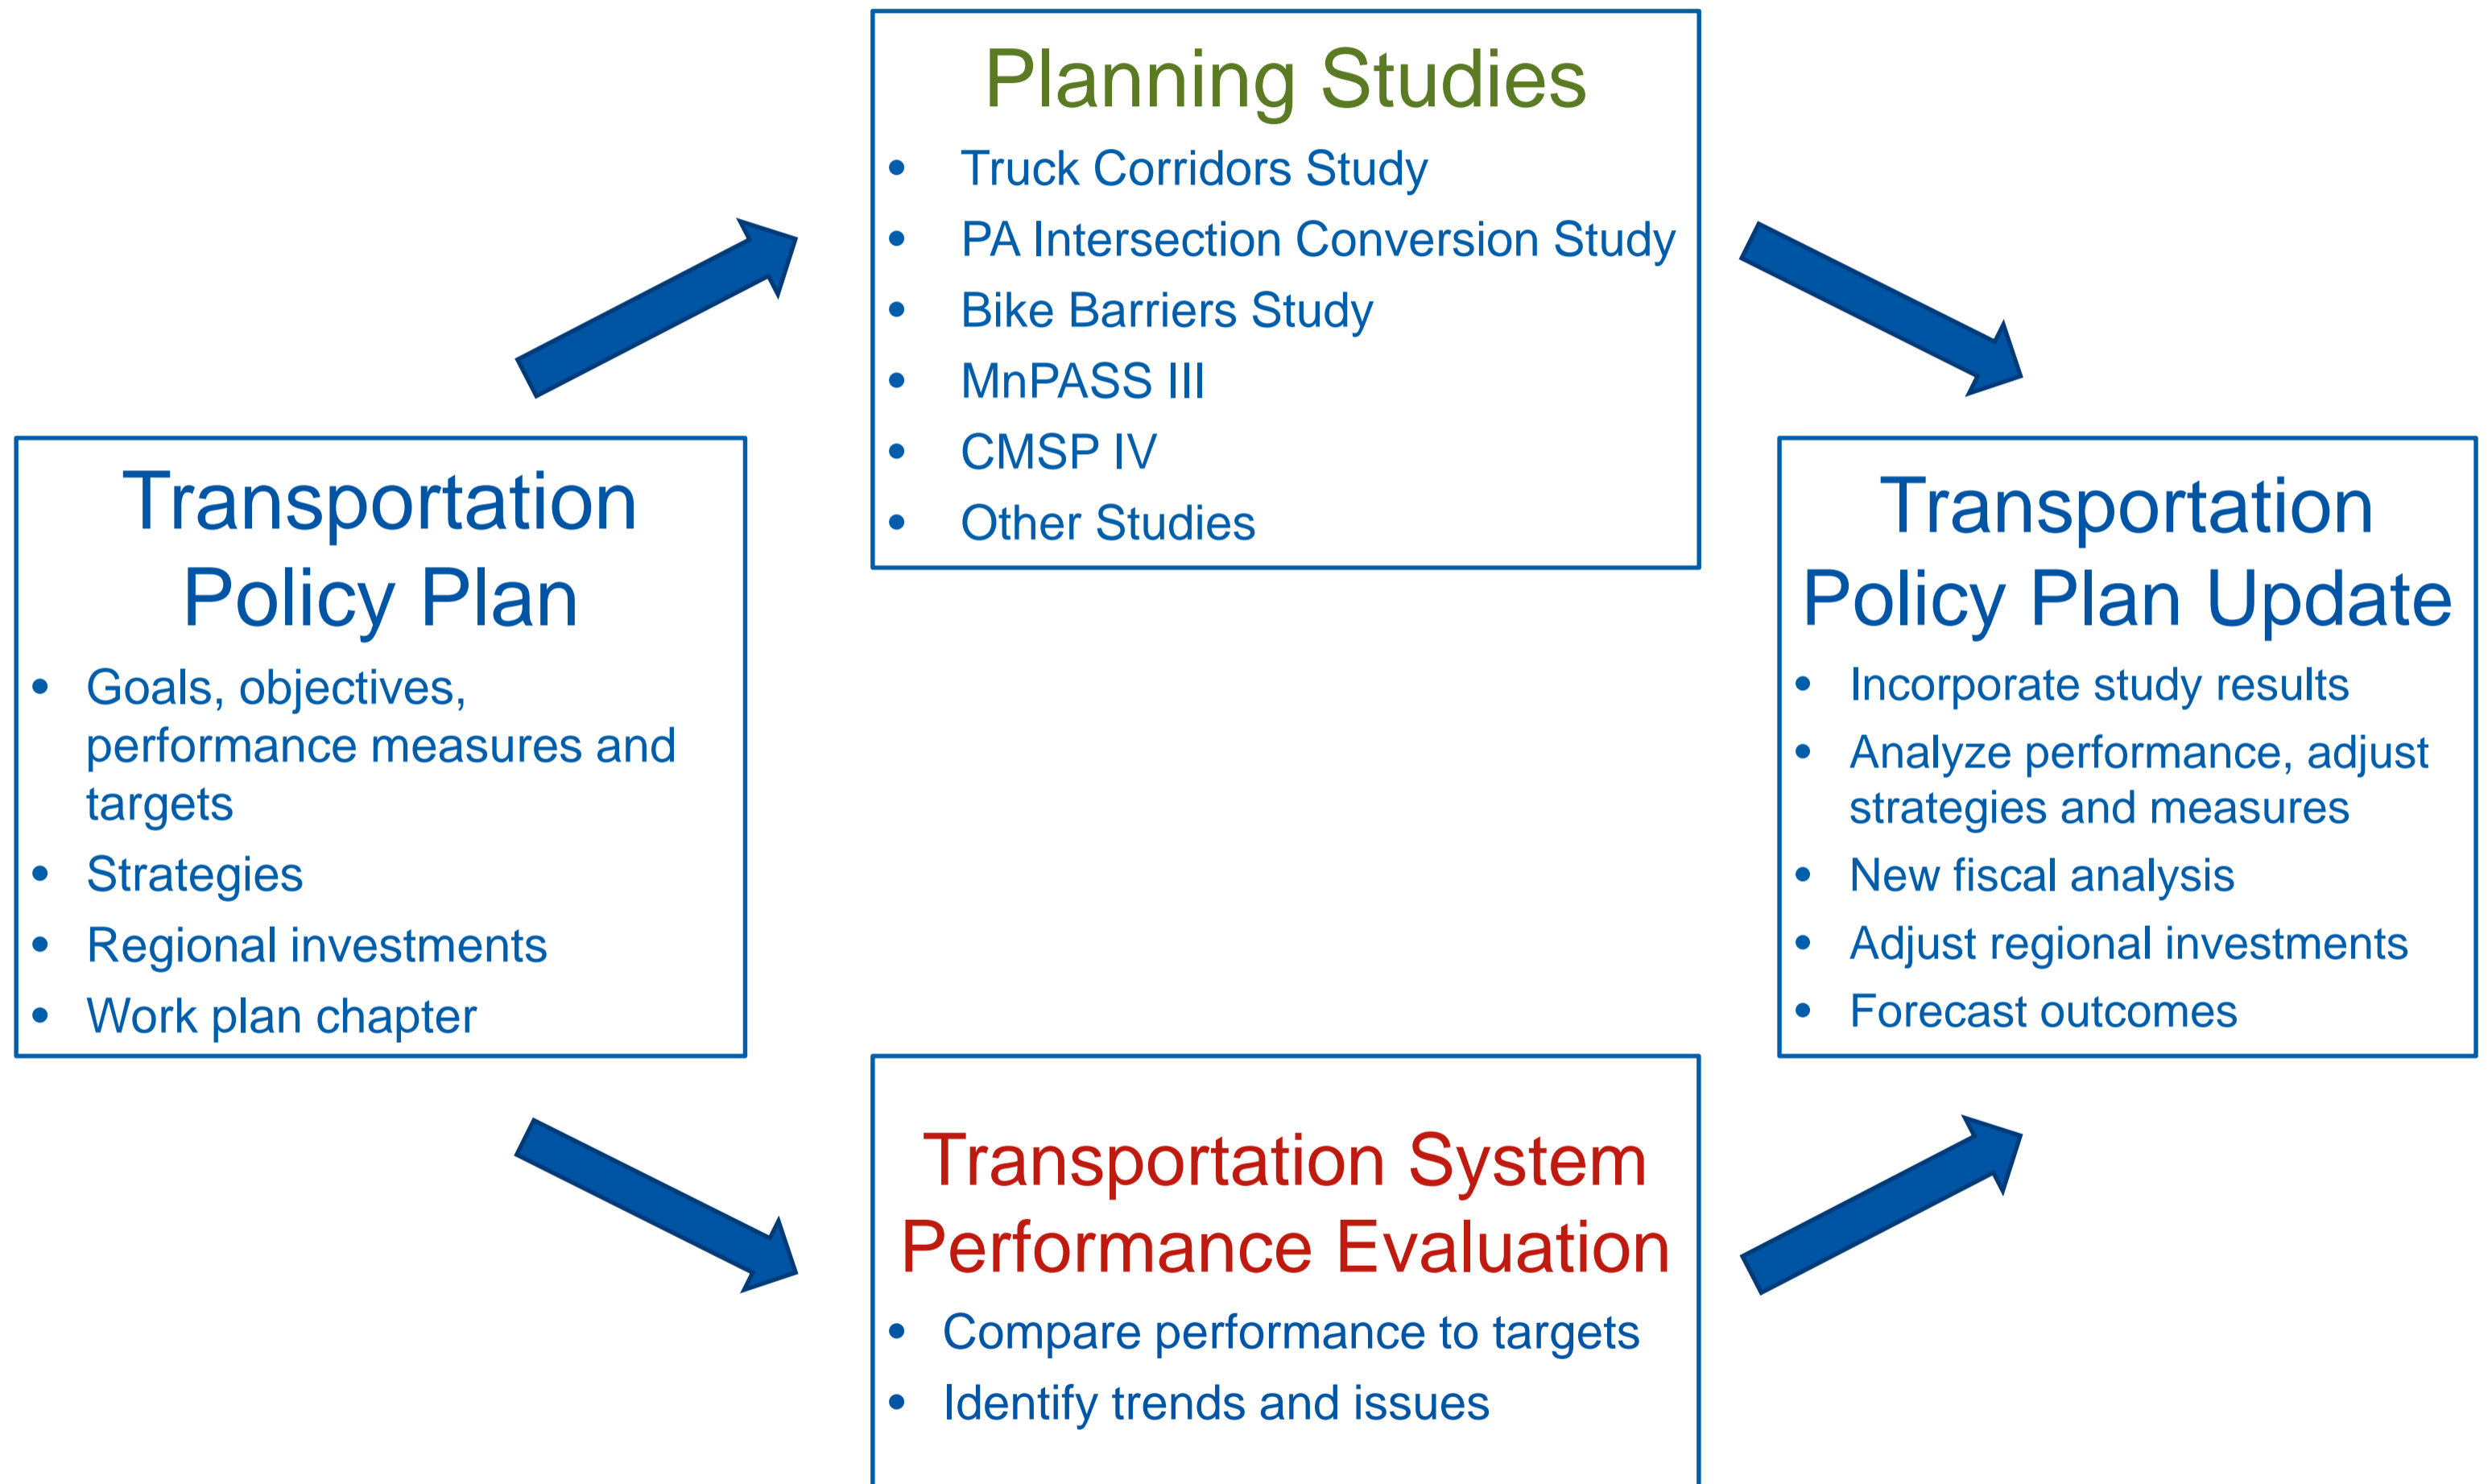 Planning Studies
• Truck Corridors Study
• PA Intersection Conversion Study
• Bike Barriers Study
• MnPASS III
• CMSP IV
• Other Studies
Transportation
Policy Plan
• Goals, objectives,
performance measures and
targets
• Strategies
• Regional investments
• Work plan chapter
Transportation
Policy Plan Update
• Incorporate study results
• Analyze performance, adjust
strategies and measures
• New fiscal analysis
• Adjust regional investments
• Forecast outcomes
Transportation System
Performance Evaluation
• Compare performance to targets
• Identify trends and issues